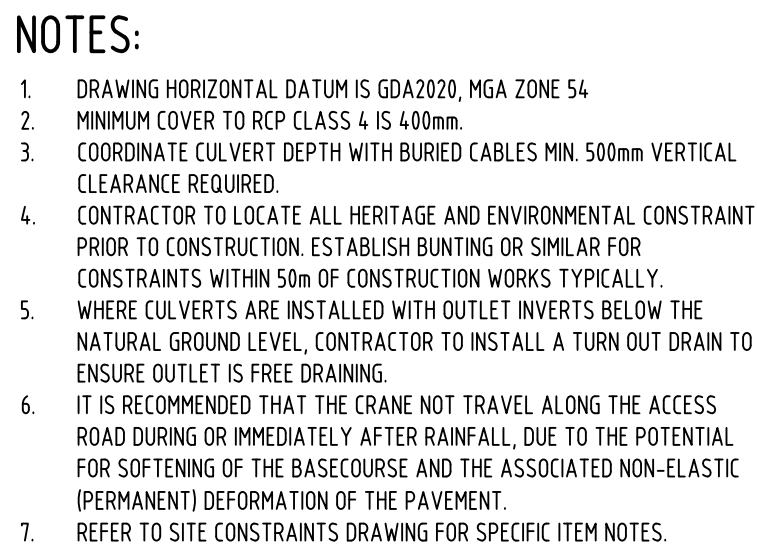 NOTES:
1. DRAWING HORIZONTAL DATUM IS GDA2020, MGA ZONE 54
2. MINIMUM COVER TO RCP CLASS 4 IS 400mm.
3. COORDINATE CULVERT DEPTH WITH BURIED CABLES MIN. 500mm VERTICAL
CLEARANCE REQUIRED.
4. CONTRACTOR TO LOCATE ALL HERITAGE AND ENVIRONMENTAL CONSTRAINT
PRIOR TO CONSTRUCTION. ESTABLISH BUNTING OR SIMILAR FOR
CONSTRAINTS WITHIN 50m OF CONSTRUCTION WORKS TYPICALLY.
5. WHERE CULVERTS ARE INSTALLED WITH OUTLET INVERTS BELOW THE
NATURAL GROUND LEVEL, CONTRACTOR TO INSTALL A TURN OUT DRAIN TO
ENSURE OUTLET IS FREE DRAINING.
6. IT IS RECOMMENDED THAT THE CRANE NOT TRAVEL ALONG THE ACCESS
ROAD DURING OR IMMEDIATELY AFTER RAINFALL, DUE TO THE POTENTIAL
FOR SOFTENING OF THE BASECOURSE AND THE ASSOCIATED NON-ELASTIC
(PERMANENT) DEFORMATION OF THE PAVEMENT.
7. REFER TO SITE CONSTRAINTS DRAWING FOR SPECIFIC ITEM NOTES.